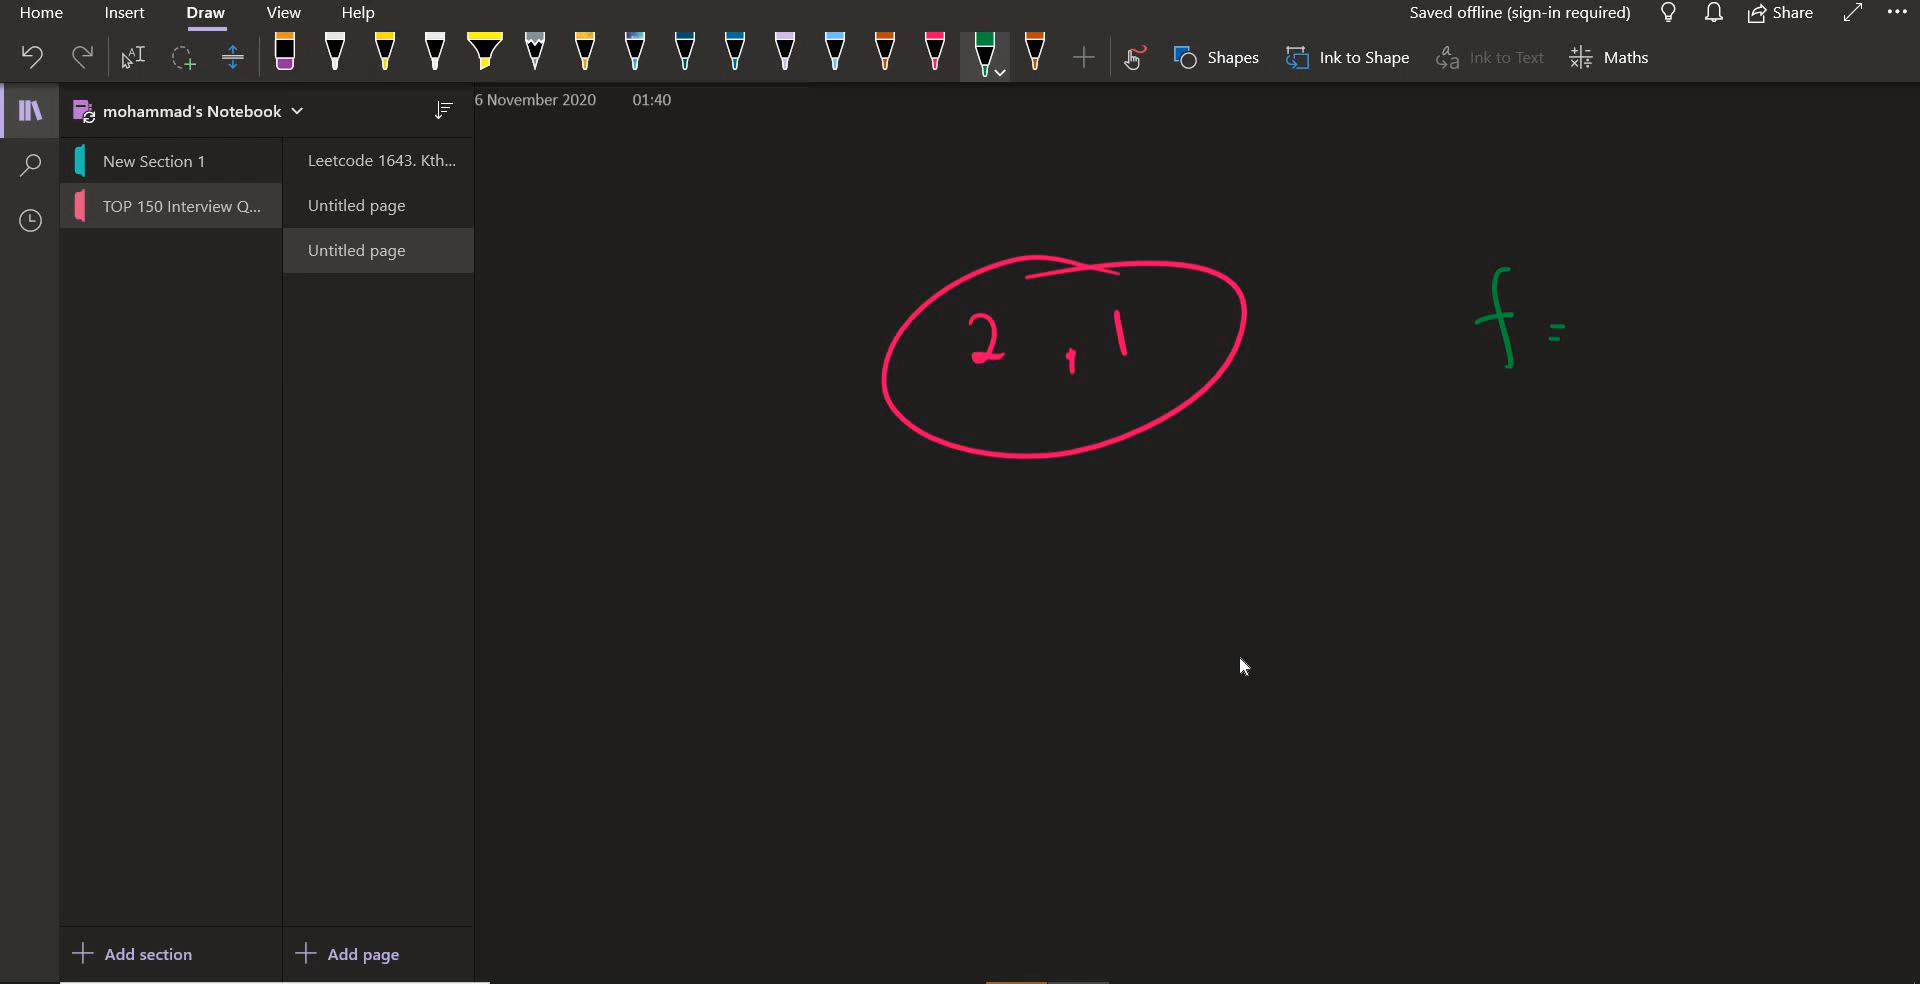 Home Insert Draw View Help Saved offline (sign-in required) Share
Shapes Ink to Shape Ink to Text Maths
mohammad's Notebook 6 November 2020 01:40
New Section 1 Leetcode 1643. Kth...
TOP 150 Interview Q... Untitled page
Untitled page
2 , 1 f =
Add section Add page